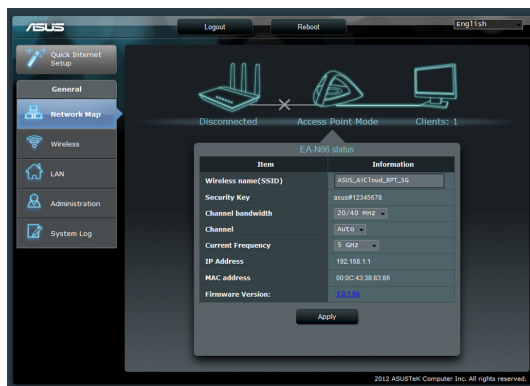 ASUS
Logout
Reboot
English
Quick Internet
Setup
General
Network Map
Wireless
LAN
Administration
System Log
Disconnected
Access Point Mode
Clients: 1
EA-N66 status
Item Information
Wireless name(SSID) ASUS_AiCloud_RPT_5G
Security Key asus#12345678
Channel bandwidth 20/40 MHz
Channel Auto
Current Frequency 5 GHz
IP Address 192.168.1.1
MAC address 00:0C:43:38:83:86
Firmware Version:
Apply
2012 ASUSTeK Computer Inc. All rights reserved.